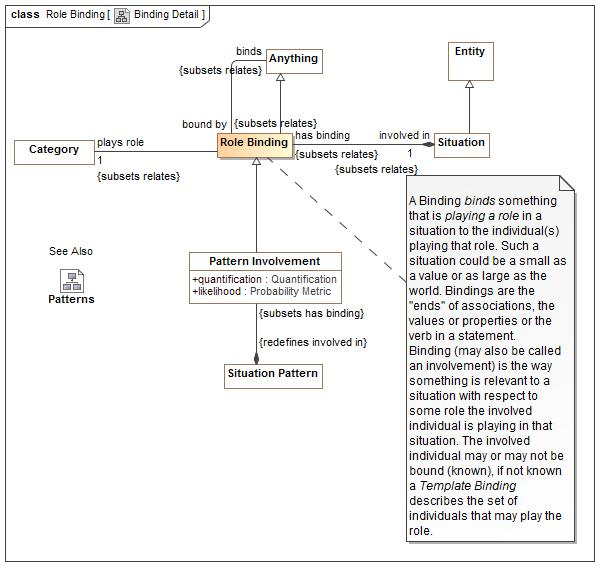 class Role Binding [ Binding Detail ]
Entity
binds
Anything
{subsets relates}
bound by
{subsets relates}
Category
plays role
1
{subsets relates}
Role Binding
has binding
{subsets relates}
involved in
1
{subsets relates}
Situation
See Also
Patterns
Pattern Involvement
+quantification : Quantification
+likelihood : Probability Metric
{subsets has binding}
{redefines involved in}
Situation Pattern
A Binding binds something
that is playing a role in a
situation to the individual(s)
playing that role. Such a
situation could be a small as
a value or as large as the
world. Bindings are the
"ends" of associations, the
values or properties or the
verb in a statement.
Binding (may also be called
an involvement) is the way
something is relevant to a
situation with respect to
some role the involved
individual is playing in that
situation. The involved
individual may or may not be
bound (known), if not known
a Template Binding
describes the set of
individuals that may play the
role.